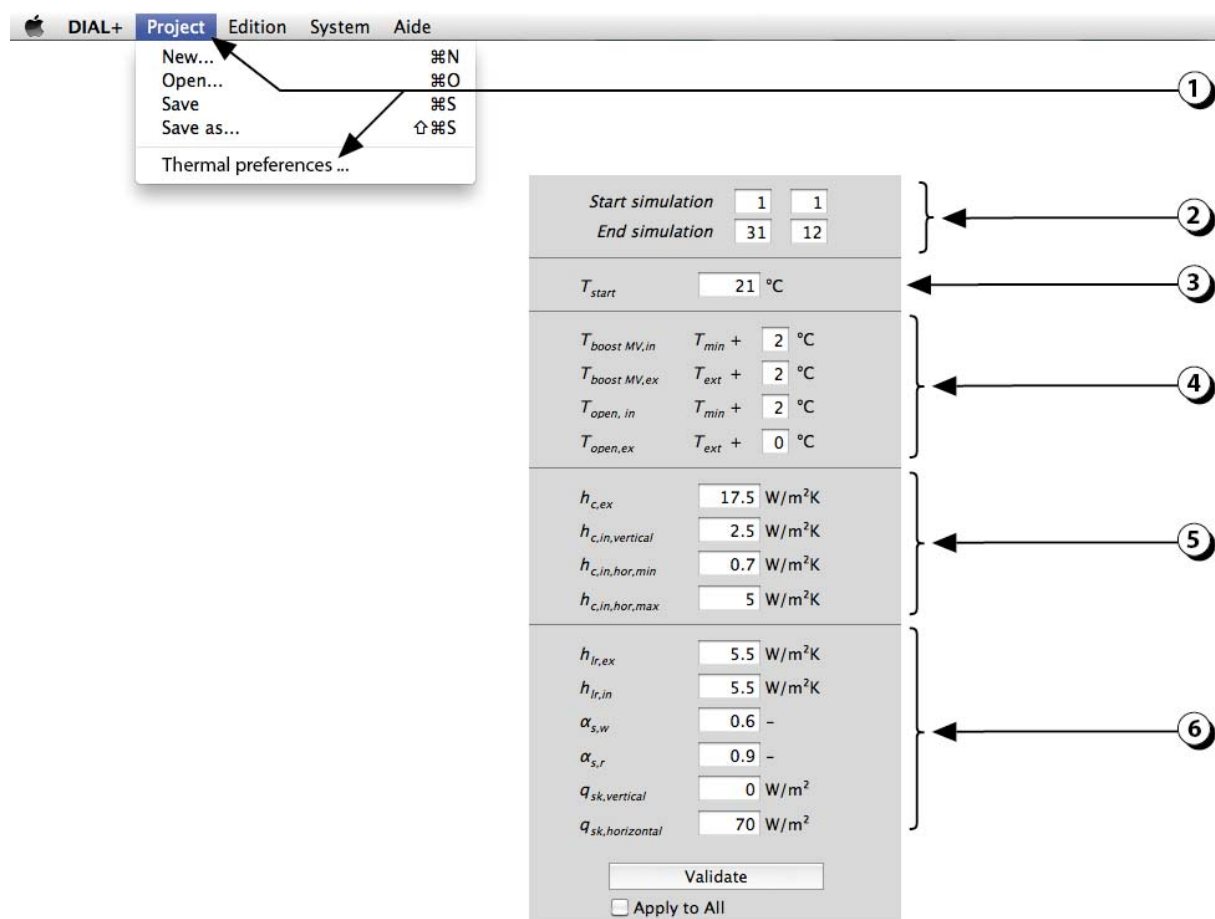 DIAL+ Project Edition System Aide
New... ⌘N
Open... ⌘O
Save ⌘S
Save as... ⇧⌘S
Thermal preferences ...
1
Start simulation 1 1
End simulation 31 12
2
T_start 21 °C
3
T_boost MV,in T_min + 2 °C
T_boost MV,ex T_ext + 2 °C
T_open, in T_min + 2 °C
T_open,ex T_ext + 0 °C
4
h_c,ex 17.5 W/m²K
h_c,in,vertical 2.5 W/m²K
h_c,in,hor,min 0.7 W/m²K
h_c,in,hor,max 5 W/m²K
5
h_lr,ex 5.5 W/m²K
h_lr,in 5.5 W/m²K
α_s,w 0.6 –
α_s,r 0.9 –
q_sk,vertical 0 W/m²
q_sk,horizontal 70 W/m²
6
Validate
Apply to All